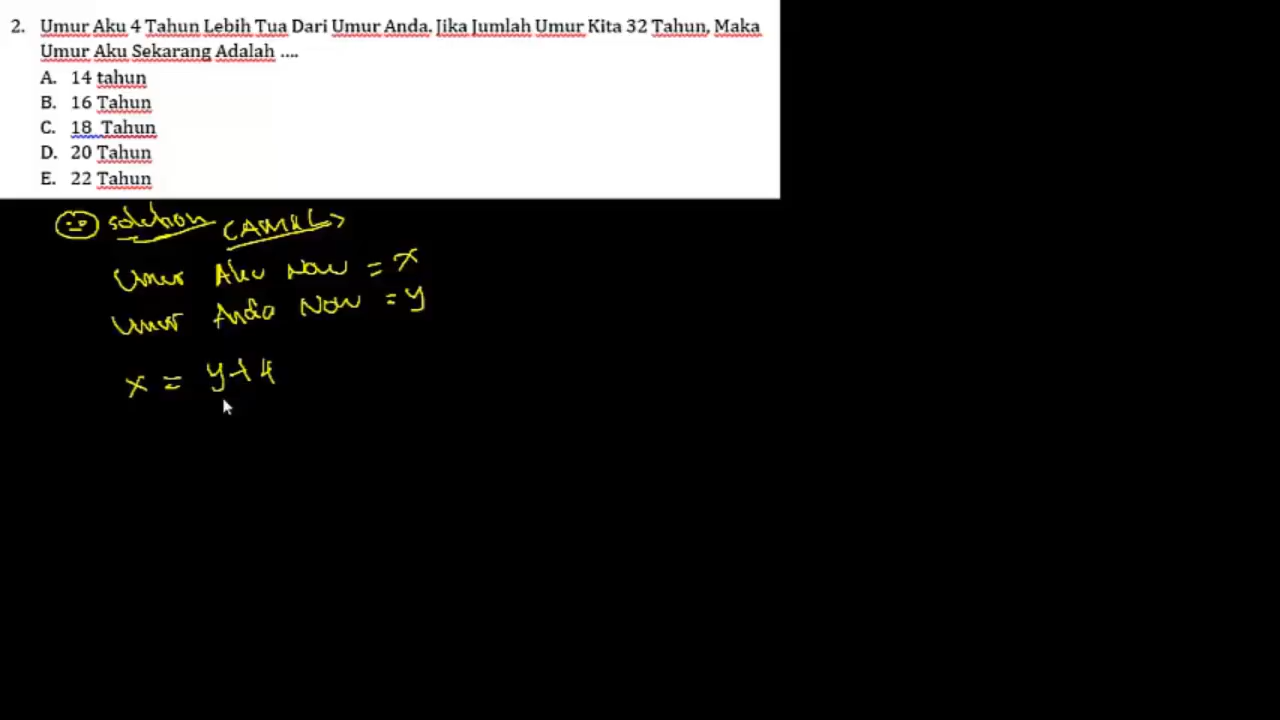 2. Umur Aku 4 Tahun Lebih Tua Dari Umur Anda. Jika Jumlah Umur Kita 32 Tahun, Maka
Umur Aku Sekarang Adalah ....
A. 14 tahun
B. 16 Tahun
C. 18 Tahun
D. 20 Tahun
E. 22 Tahun
solution
Umur Aku Now = x
Umur Anda Now = y
x = y + 4